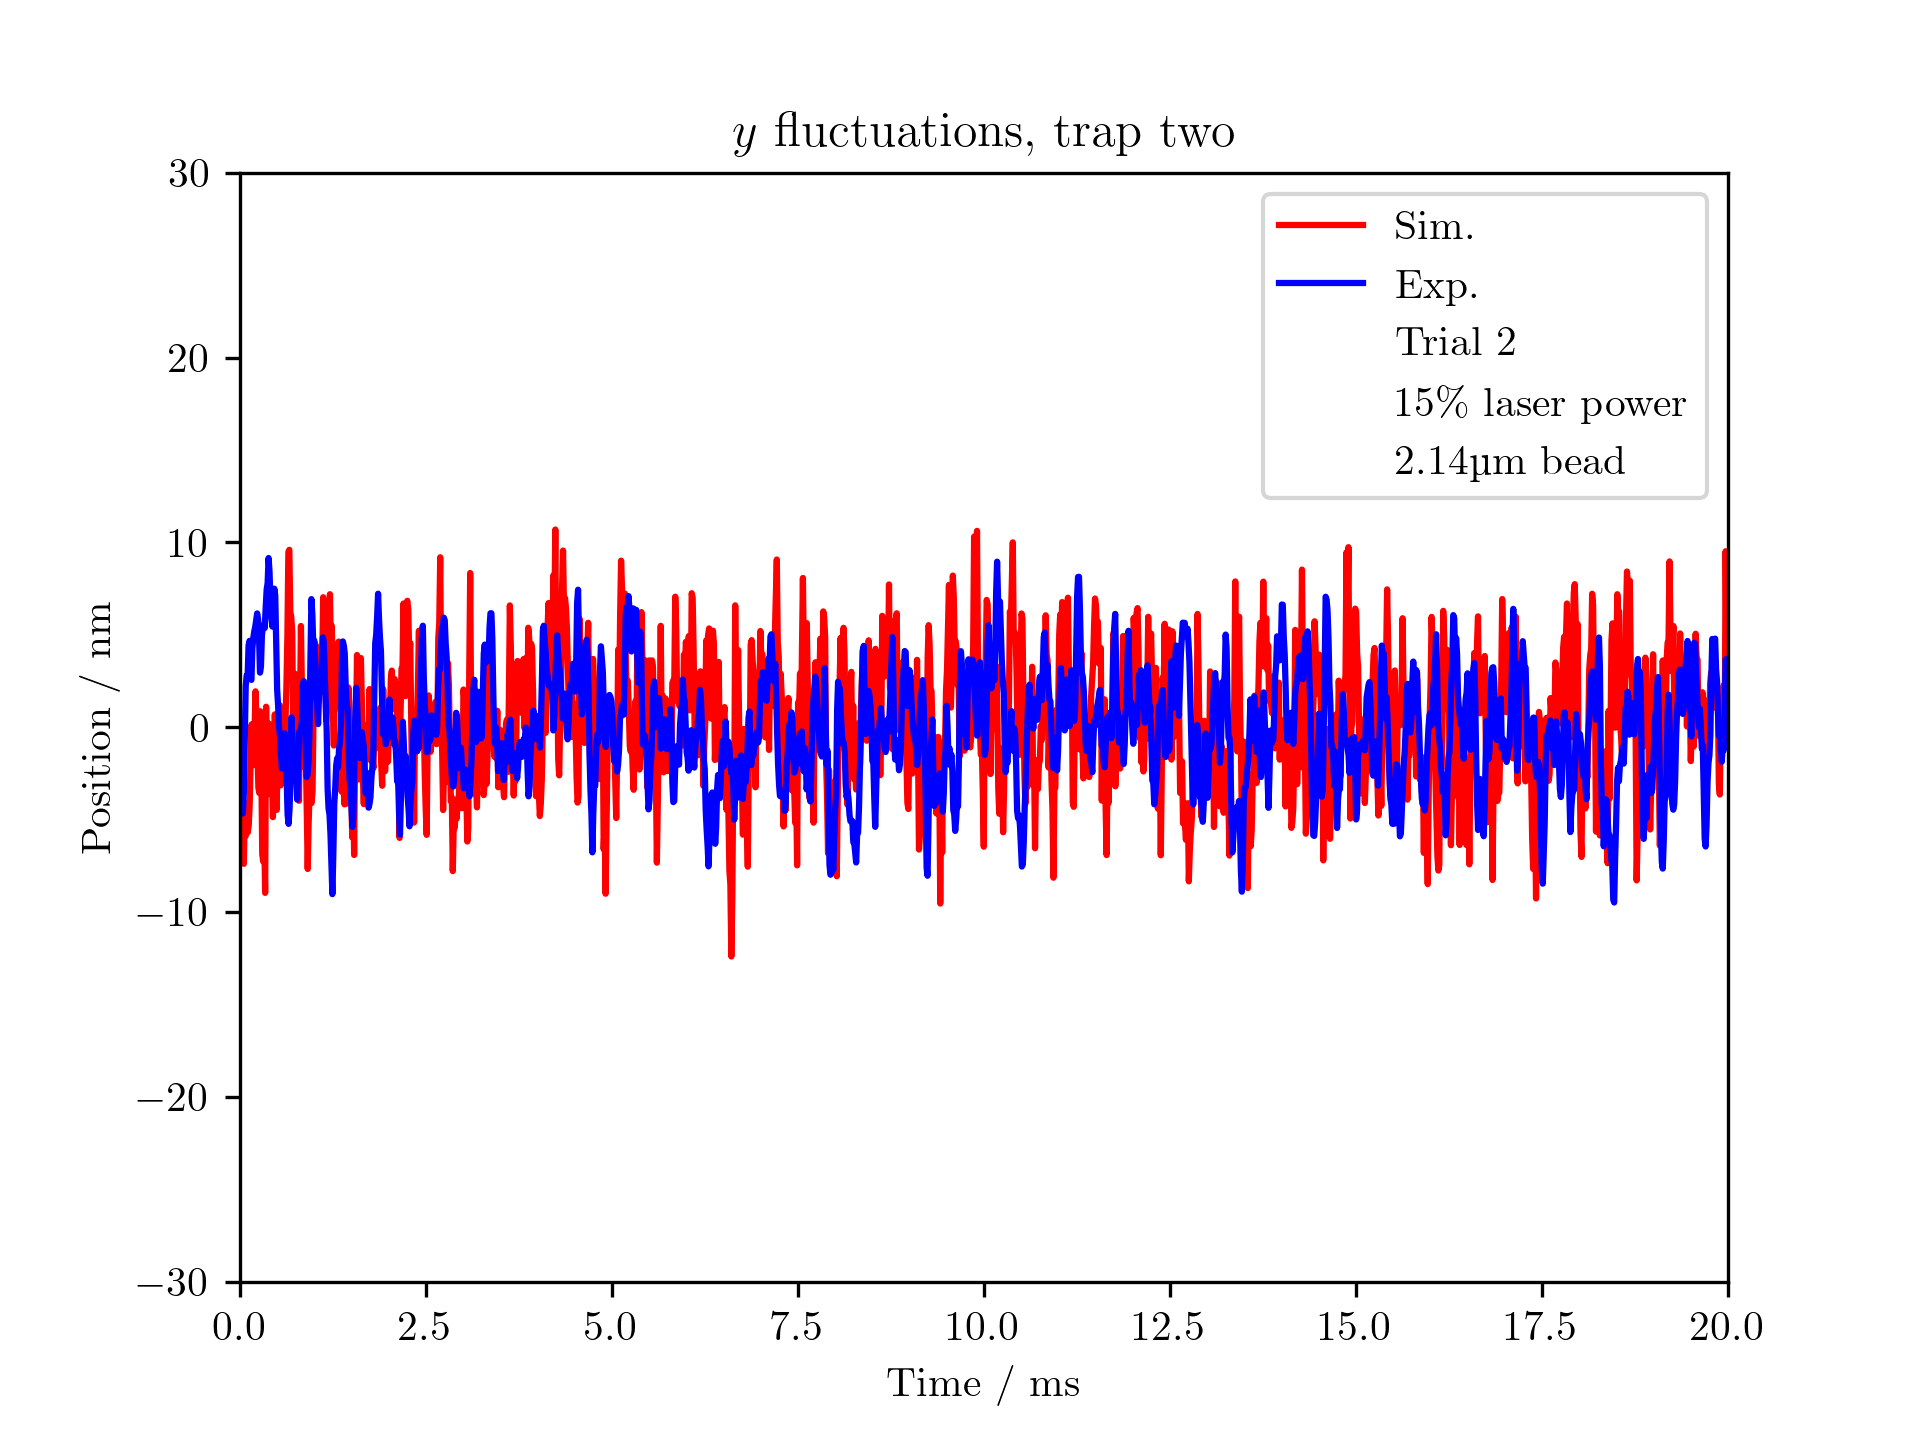 y fluctuations, trap two
Sim.
Exp.
Trial 2
15% laser power
2.14µm bead
Position / nm
30
20
10
0
−10
−20
−30
0.0 2.5 5.0 7.5 10.0 12.5 15.0 17.5 20.0
Time / ms